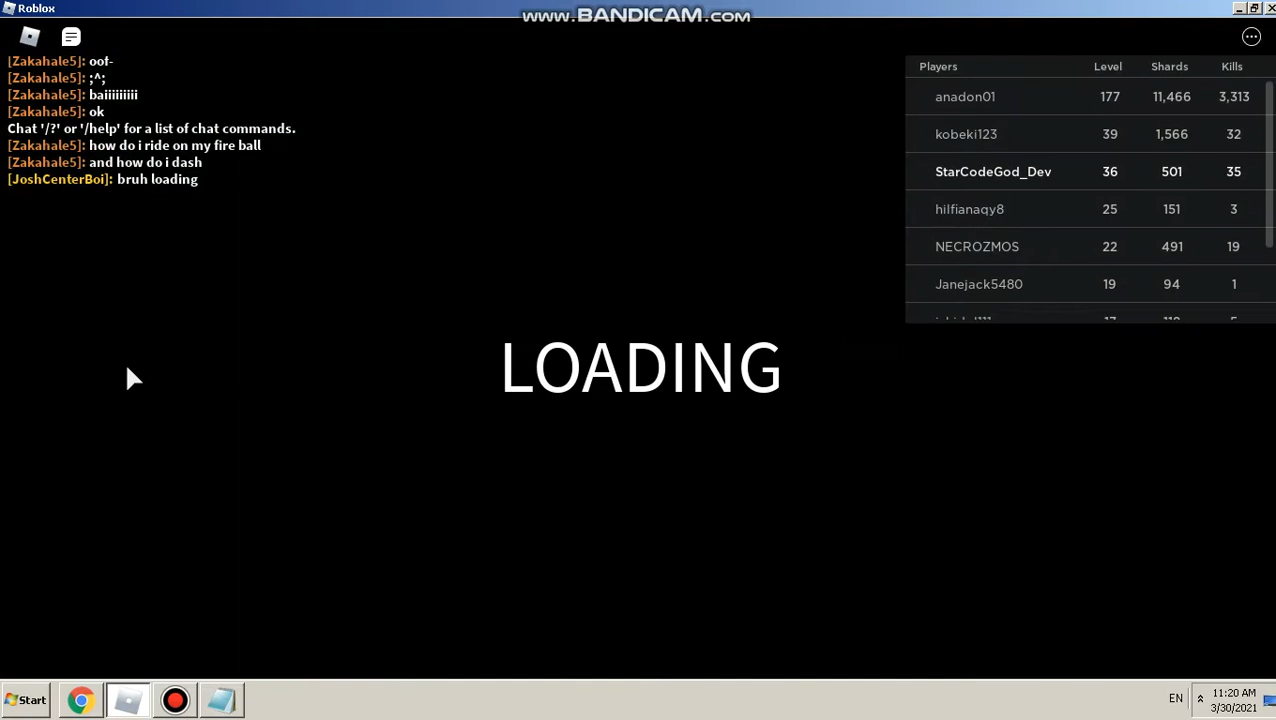 Roblox
www.BANDICAM.com
[Zakahale5]: oof-
[Zakahale5]: ;^;
[Zakahale5]: baiiiiiiiii
[Zakahale5]: ok
Chat '/?' or '/help' for a list of chat commands.
[Zakahale5]: how do i ride on my fire ball
[Zakahale5]: and how do i dash
[JoshCenterBoi]: bruh loading
Players Level Shards Kills
anadon01 177 11,466 3,313
kobeki123 39 1,566 32
StarCodeGod_Dev 36 501 35
hilfianaqy8 25 151 3
NECROZMOS 22 491 19
Janejack5480 19 94 1
LOADING
Start
EN
11:20 AM
3/30/2021